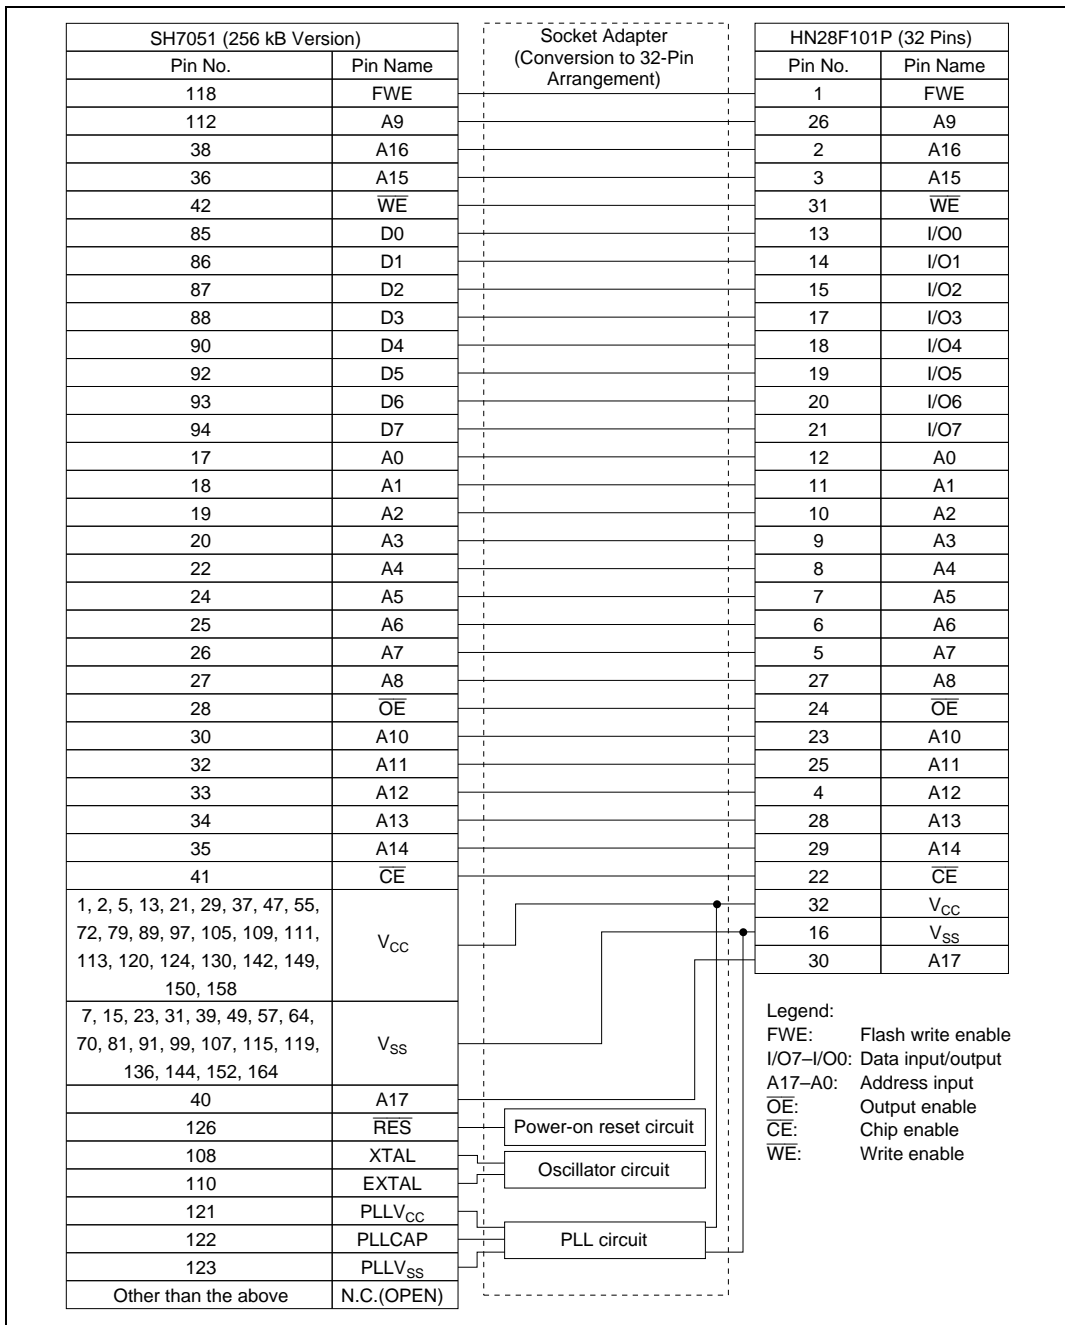 SH7051 (256 kB Version)
Pin No. Pin Name
118 FWE
112 A9
38 A16
36 A15
42 W̅E̅
85 D0
86 D1
87 D2
88 D3
90 D4
92 D5
93 D6
94 D7
17 A0
18 A1
19 A2
20 A3
22 A4
24 A5
25 A6
26 A7
27 A8
28 O̅E̅
30 A10
32 A11
33 A12
34 A13
35 A14
41 C̅E̅
1, 2, 5, 13, 21, 29, 37, 47, 55,
72, 79, 89, 97, 105, 109, 111,
113, 120, 124, 130, 142, 149,
150, 158
VCC
7, 15, 23, 31, 39, 49, 57, 64,
70, 81, 91, 99, 107, 115, 119,
136, 144, 152, 164
VSS
40 A17
126 R̅E̅S̅
108 XTAL
110 EXTAL
121 PLLVCC
122 PLLCAP
123 PLLVSS
Other than the above N.C.(OPEN)
Socket Adapter
(Conversion to 32-Pin
Arrangement)
Power-on reset circuit
Oscillator circuit
PLL circuit
HN28F101P (32 Pins)
Pin No. Pin Name
1 FWE
26 A9
2 A16
3 A15
31 W̅E̅
13 I/O0
14 I/O1
15 I/O2
17 I/O3
18 I/O4
19 I/O5
20 I/O6
21 I/O7
12 A0
11 A1
10 A2
9 A3
8 A4
7 A5
6 A6
5 A7
27 A8
24 O̅E̅
23 A10
25 A11
4 A12
28 A13
29 A14
22 C̅E̅
32 VCC
16 VSS
30 A17
Legend:
FWE: Flash write enable
I/O7–I/O0: Data input/output
A17–A0: Address input
O̅E̅: Output enable
C̅E̅: Chip enable
W̅E̅: Write enable